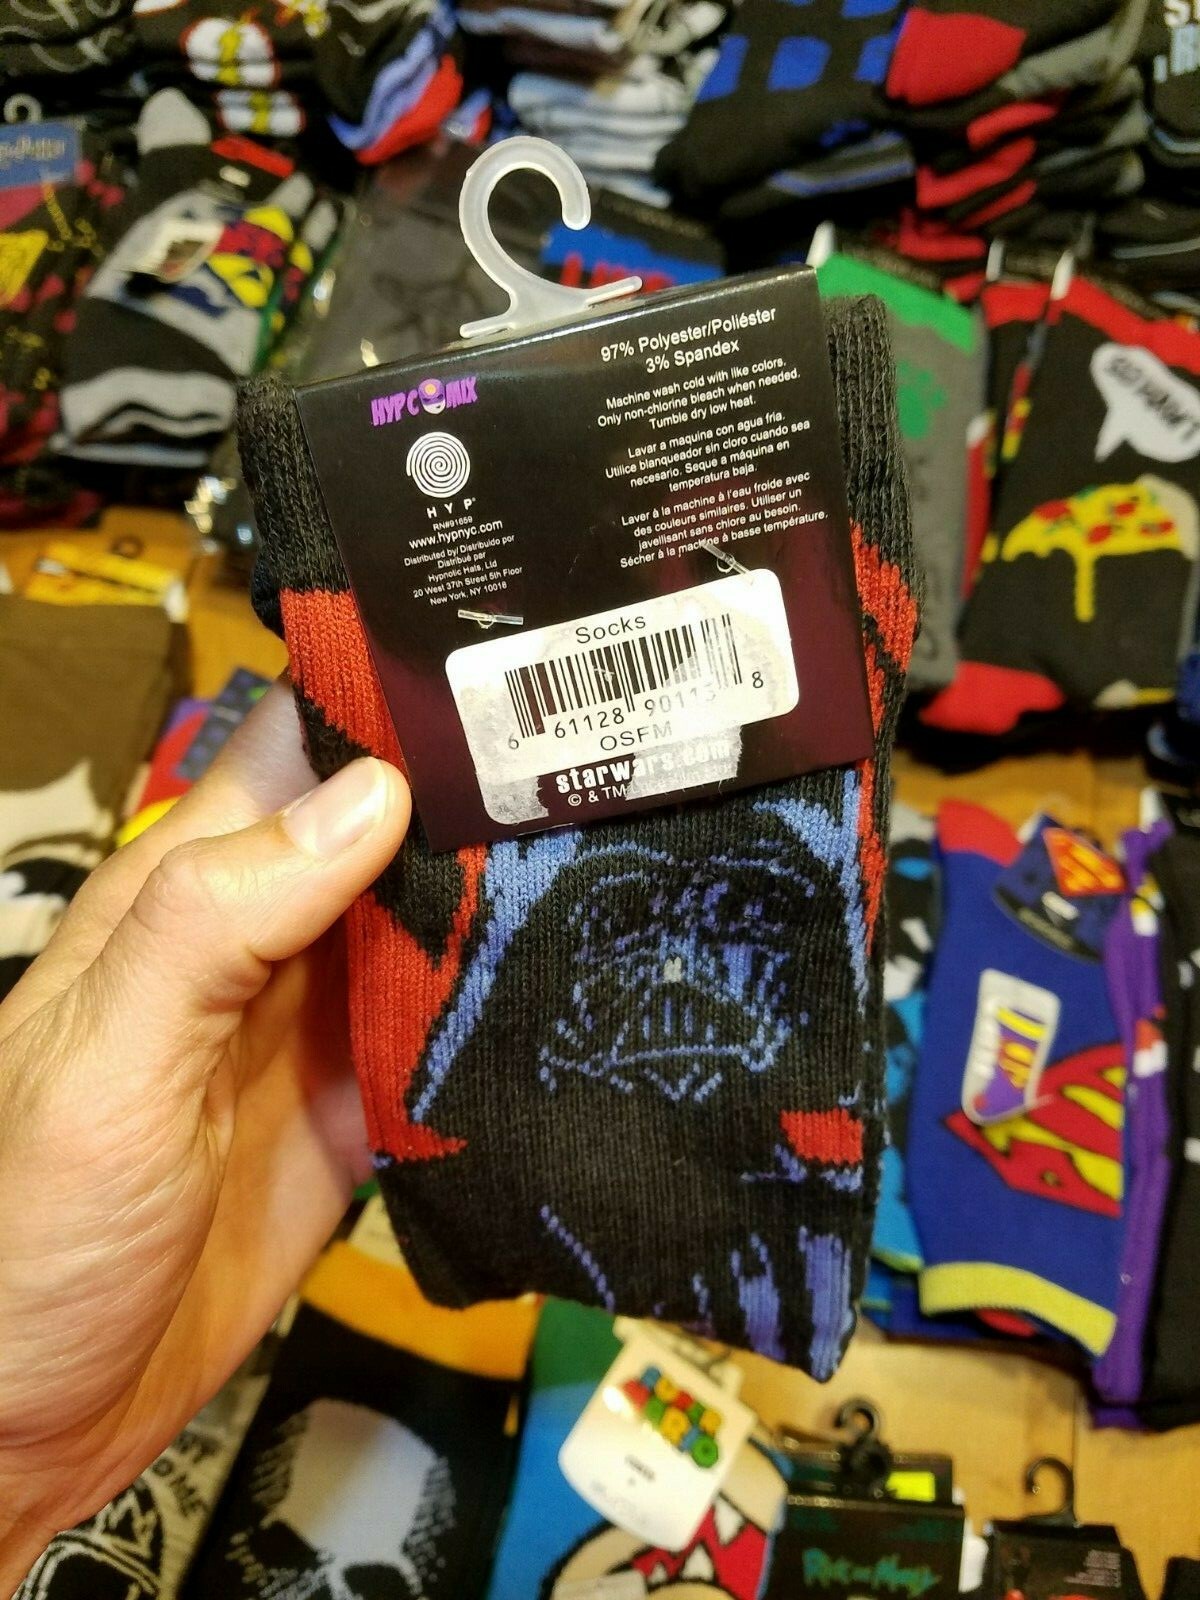 97% Polyester/Poliéster
3% Spandex
Machine wash cold with like colors.
Only non-chlorine bleach when needed.
Tumble dry low heat.
Lavar a maquina con agua fria.
Utilice blanqueador sin cloro cuando sea
necesario. Seque a máquina en
temperatura baja.
Laver à la machine à l'eau froide avec
des couleurs similaires. Utiliser un
javellisant sans chlore au besoin.
Sécher à la machine à basse température.
HYPCOMIX
HYP
RN#91659
www.hypnyc.com
Distributed by/ Distribuido por
Distribué par
Hypnotic Hats, Ltd
20 West 37th Street 5th Floor
New York, NY 10018
Socks
6 61128 8
OSFM
starwars.com
© & TM
SUPER
MARIO
Rick and Morty